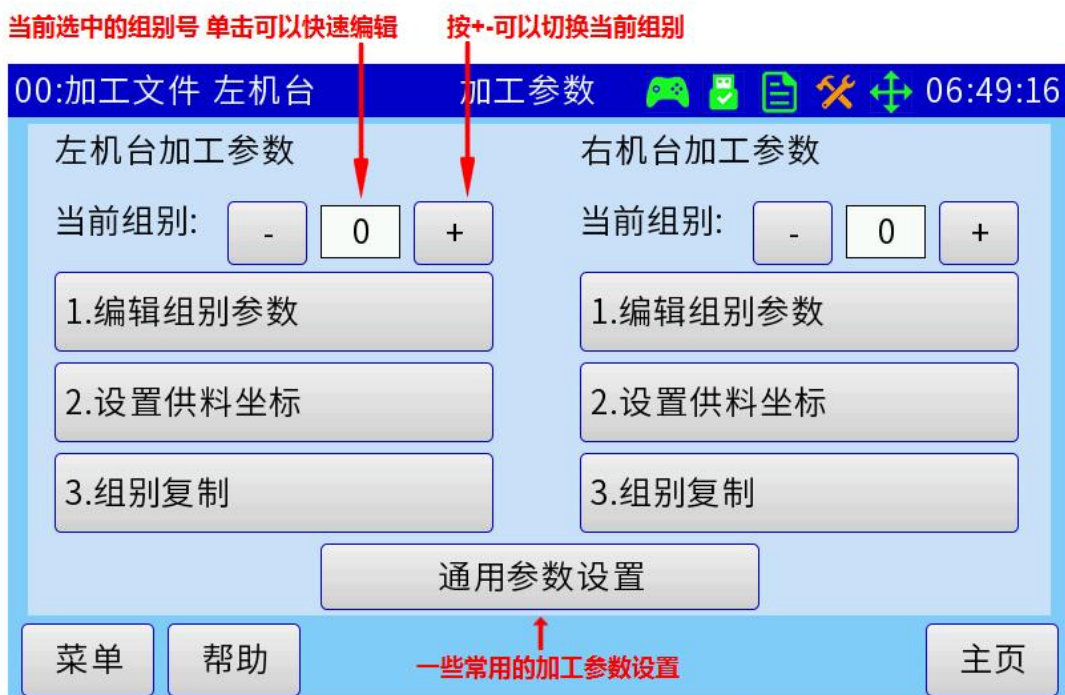 当前选中的组别号 单击可以快速编辑 按+-可以切换当前组别
00:加工文件 左机台 加工参数 06:49:16
左机台加工参数 右机台加工参数
当前组别: - 0 + 当前组别: - 0 +
1.编辑组别参数 1.编辑组别参数
2.设置供料坐标 2.设置供料坐标
3.组别复制 3.组别复制
通用参数设置
菜单 帮助 一些常用的加工参数设置 主页